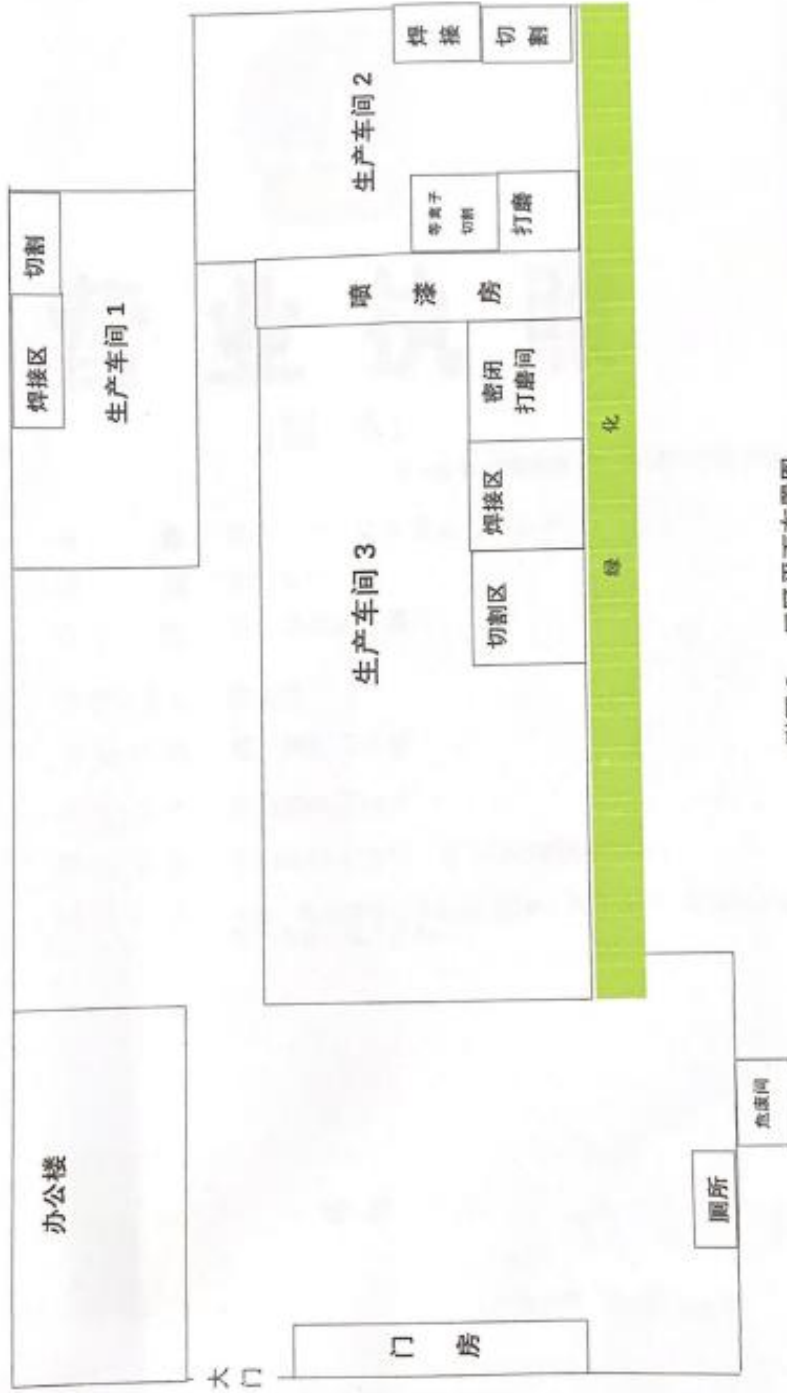 焊接区
切割
办公楼
生产车间 1
大
门
生产车间 2
焊
接
切
割
生产车间 3
喷
漆
房
等离子
切割
打磨
门
房
切割区
焊接区
密闭
打磨间
绿 化
厕所
危废间